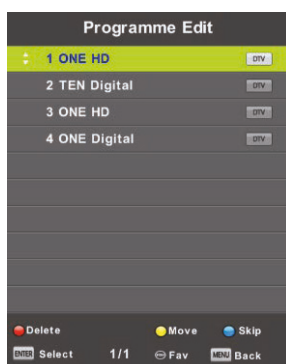 Programme Edit
1 ONE HD DTV
2 TEN Digital DTV
3 ONE HD DTV
4 ONE Digital DTV
Delete Move Skip
ENTER Select 1/1 Fav MENU Back